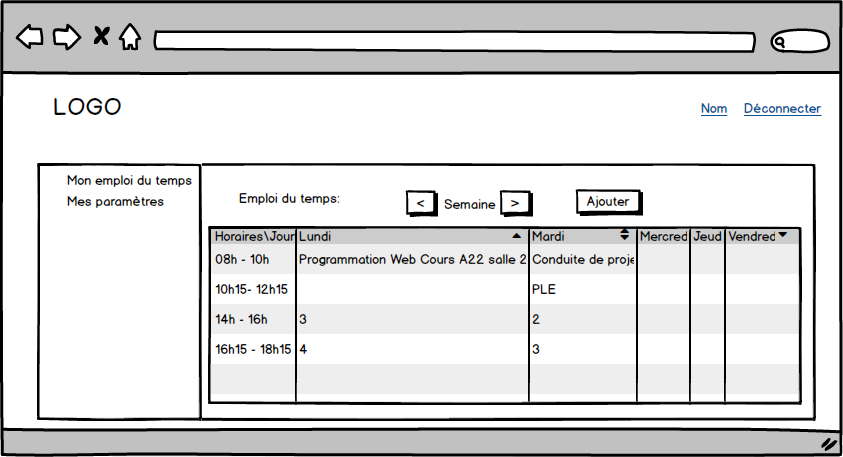 LOGO
Nom Déconnecter
Mon emploi du temps
Mes paramètres
Emploi du temps: < Semaine > Ajouter
Horaires\Jour Lundi Mardi Mercred Jeud Vendred
08h - 10h Programmation Web Cours A22 salle 2 Conduite de proje
10h15- 12h15 PLE
14h - 16h 3 2
16h15 - 18h15 4 3